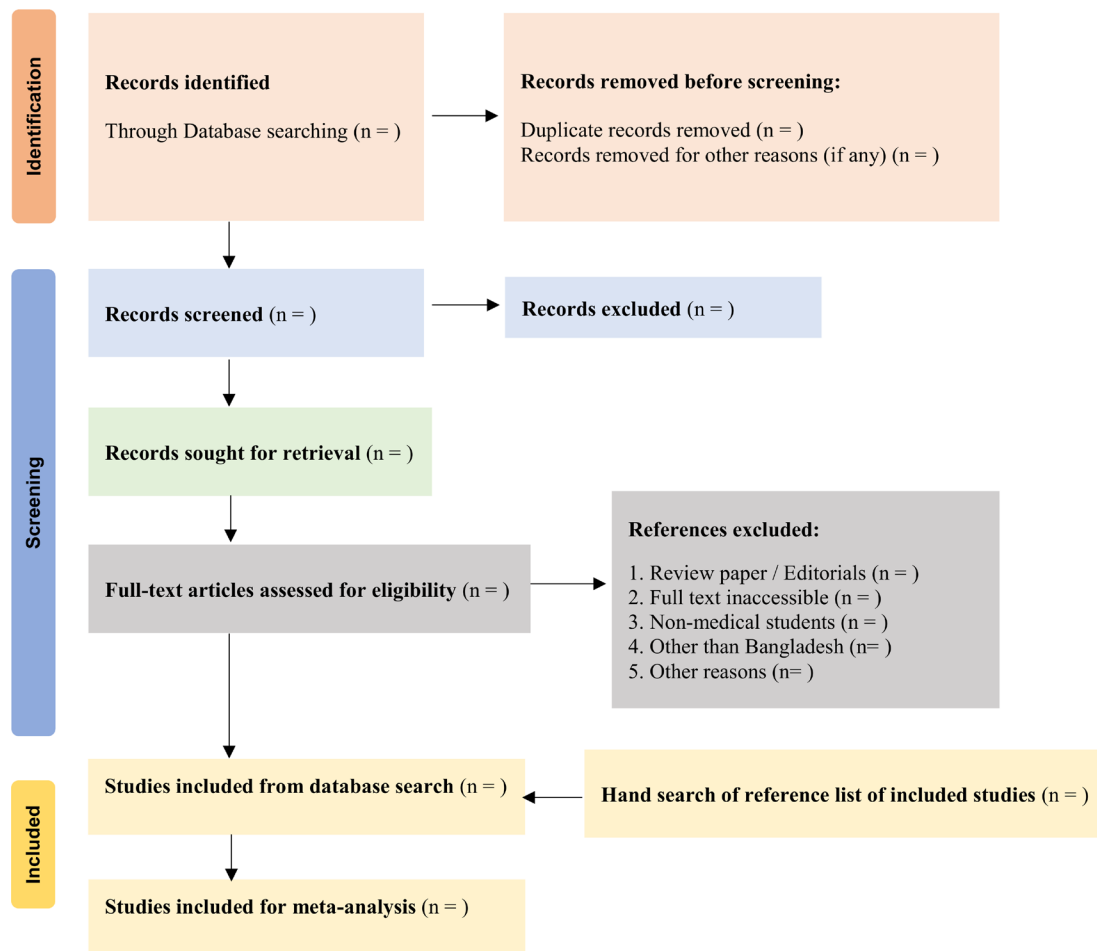 Identification
Records identified
Through Database searching (n = )
Records removed before screening:
Duplicate records removed (n = )
Records removed for other reasons (if any) (n = )
Screening
Records screened (n = )
Records excluded (n = )
Records sought for retrieval (n = )
Full-text articles assessed for eligibility (n = )
References excluded:
1. Review paper / Editorials (n = )
2. Full text inaccessible (n = )
3. Non-medical students (n = )
4. Other than Bangladesh (n= )
5. Other reasons (n= )
Included
Studies included from database search (n = )
Hand search of reference list of included studies (n = )
Studies included for meta-analysis (n = )